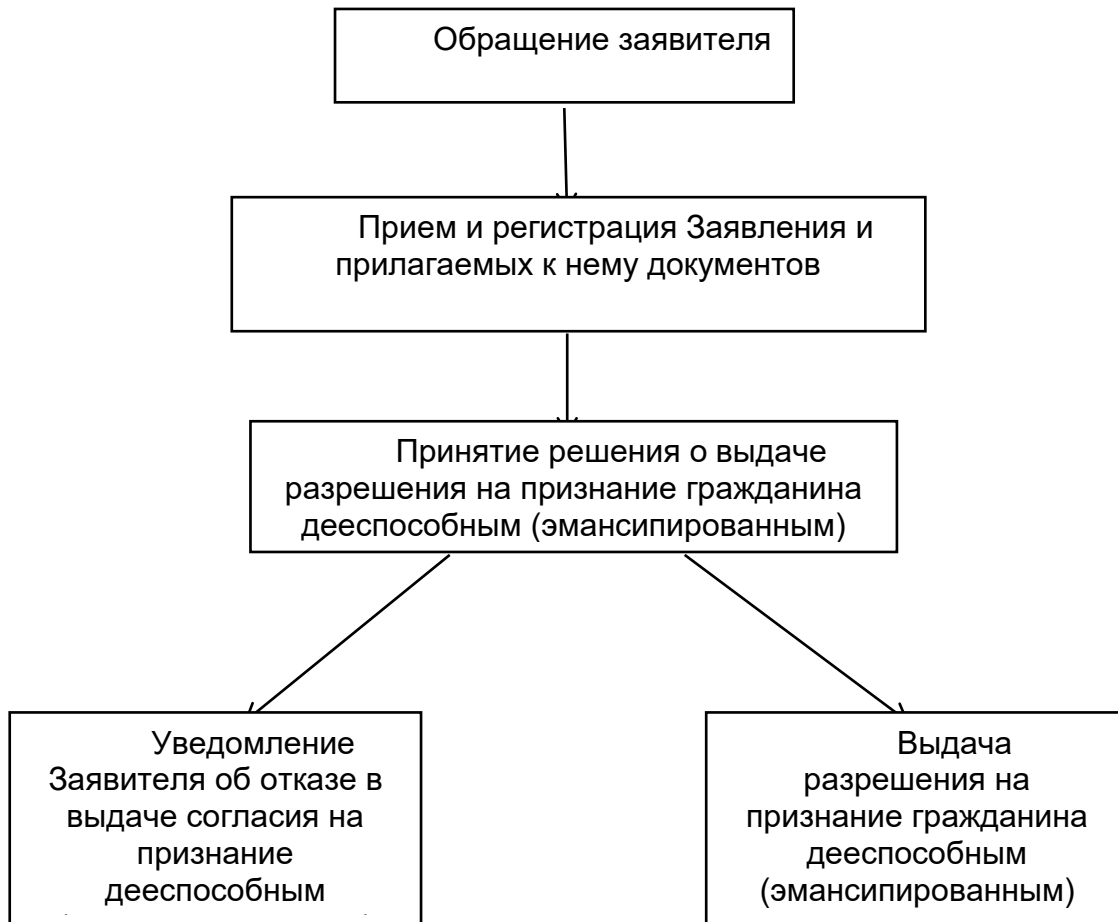 Обращение заявителя
Прием и регистрация Заявления и
прилагаемых к нему документов
Принятие решения о выдаче
разрешения на признание гражданина
дееспособным (эмансипированным)
Уведомление
Заявителя об отказе в
выдаче согласия на
признание
дееспособным
Выдача
разрешения на
признание гражданина
дееспособным
(эмансипированным)